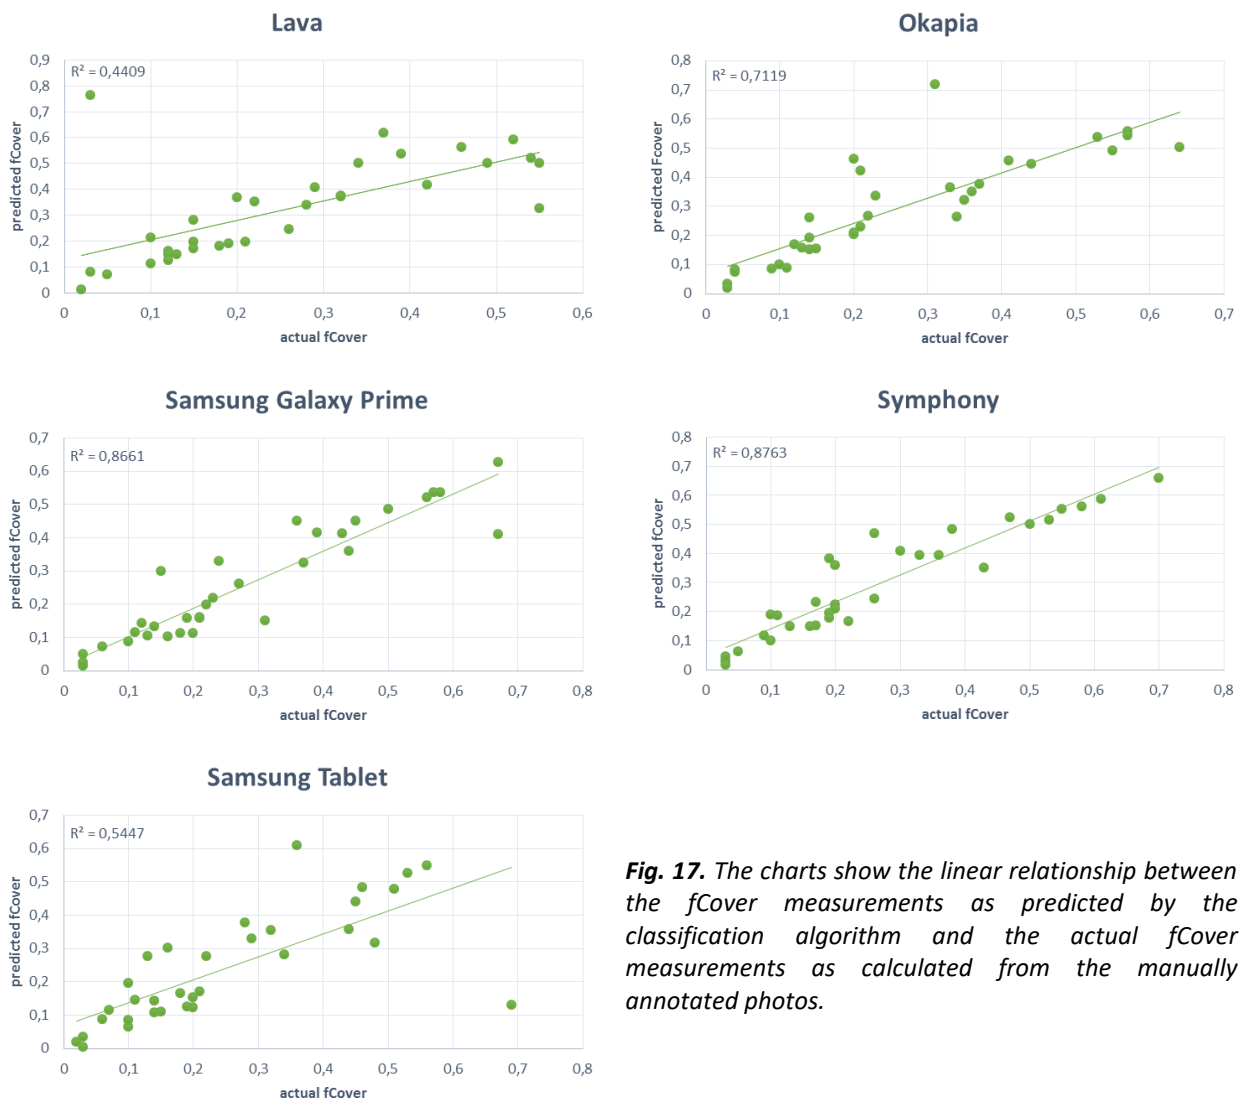 Lava
R² = 0,4409
predicted fCover
0,9
0,8
0,7
0,6
0,5
0,4
0,3
0,2
0,1
0
0 0,1 0,2 0,3 0,4 0,5 0,6
actual fCover
Okapia
R² = 0,7119
predicted Fcover
0,8
0,7
0,6
0,5
0,4
0,3
0,2
0,1
0
0 0,1 0,2 0,3 0,4 0,5 0,6 0,7
actual fCover
Samsung Galaxy Prime
R² = 0,8661
predicted fCover
0,7
0,6
0,5
0,4
0,3
0,2
0,1
0
0 0,1 0,2 0,3 0,4 0,5 0,6 0,7 0,8
actual fCover
Symphony
R² = 0,8763
predicted fCover
0,8
0,7
0,6
0,5
0,4
0,3
0,2
0,1
0
0 0,1 0,2 0,3 0,4 0,5 0,6 0,7 0,8
actual fCover
Samsung Tablet
R² = 0,5447
predicted fCover
0,7
0,6
0,5
0,4
0,3
0,2
0,1
0
0 0,1 0,2 0,3 0,4 0,5 0,6 0,7 0,8
actual fCover
Fig. 17. The charts show the linear relationship between
the fCover measurements as predicted by the
classification algorithm and the actual fCover
measurements as calculated from the manually
annotated photos.